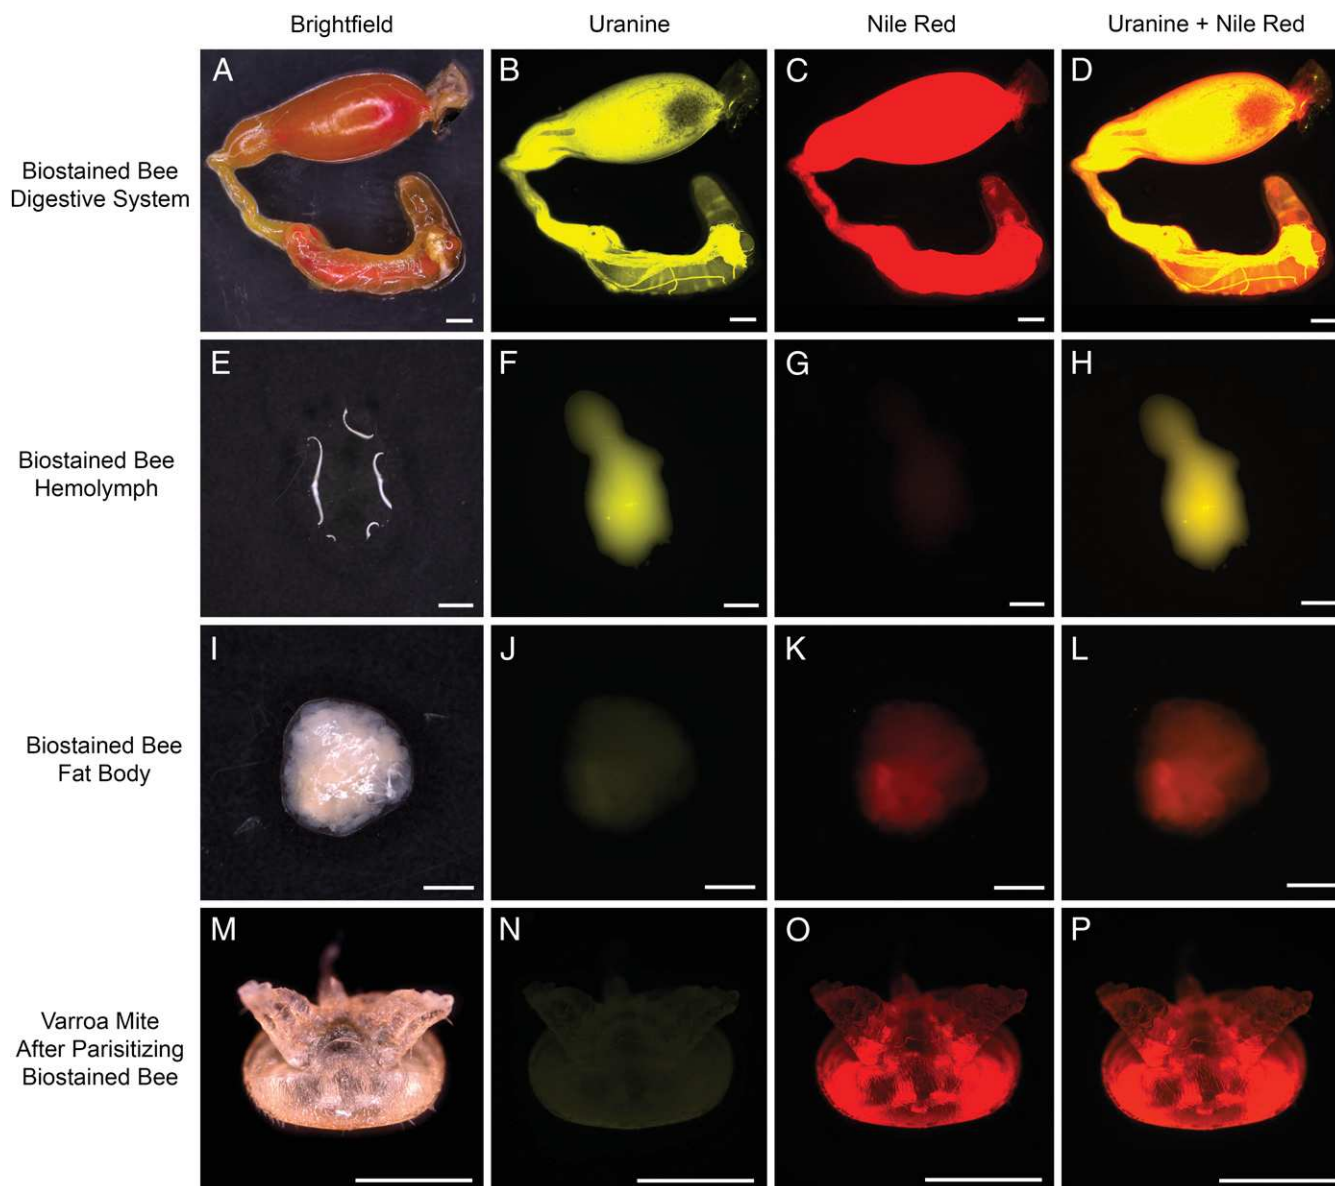 Brightfield
Uranine
Nile Red
Uranine + Nile Red
Biostained Bee
Digestive System
A
B
C
D
Biostained Bee
Hemolymph
E
F
G
H
Biostained Bee
Fat Body
I
J
K
L
Varroa Mite
After Parisitizing
Biostained Bee
M
N
O
P